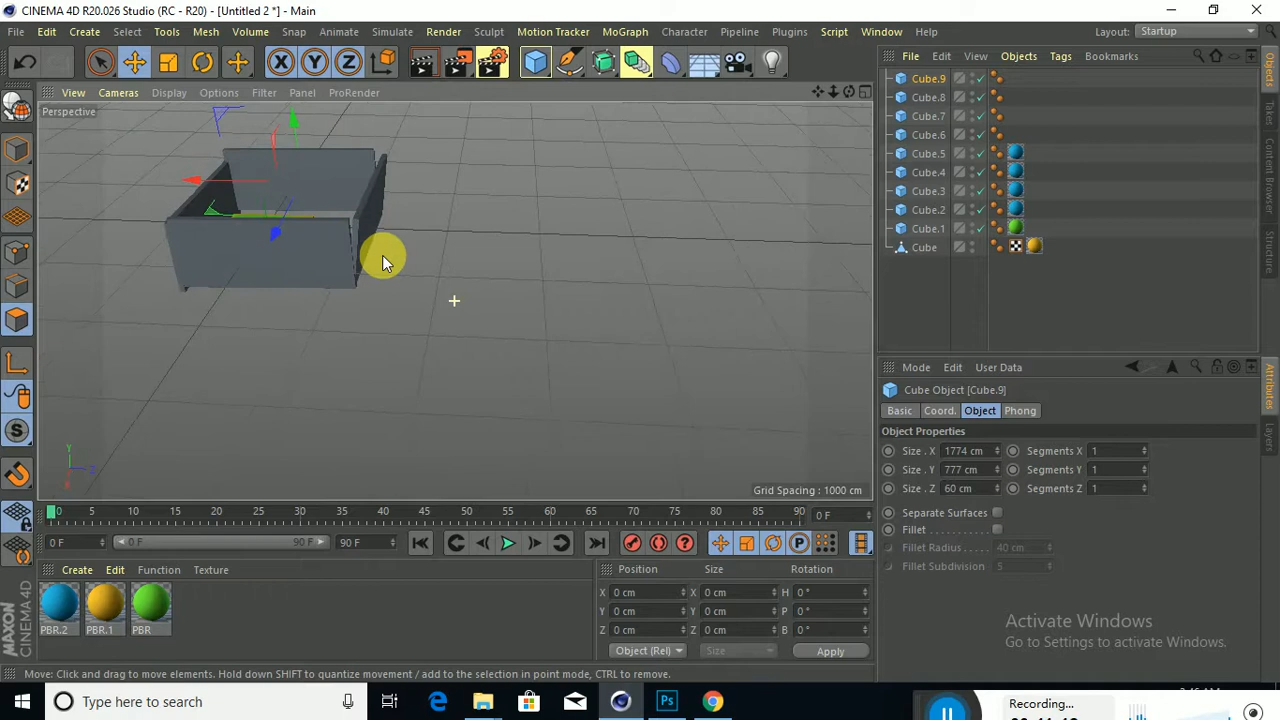 CINEMA 4D R20.026 Studio (RC - R20) - [Untitled 2 *] - Main
File Edit Create Select Tools Mesh Volume Snap Animate Simulate Render Sculpt Motion Tracker MoGraph Character Pipeline Plugins Script Window Help Layout: Startup
X Y Z
File Edit View Objects Tags Bookmarks
View Cameras Display Options Filter Panel ProRender
Perspective
Cube.9
Cube.8
Cube.7
Cube.6
Cube.5
Cube.4
Cube.3
Cube.2
Cube.1
Cube
Objects
Takes
Structure
Mode Edit User Data
Cube Object [Cube.9]
Basic Coord. Object Phong
Object Properties
Size . X 1774 cm Segments X 1
Size . Y 777 cm Segments Y 1
Size . Z 60 cm Segments Z 1
Separate Surfaces
Fillet
Fillet Radius 40 cm
Fillet Subdivision 5
Attributes
Layers
Y
Z
X
Grid Spacing : 1000 cm
0 5 10 15 20 25 30 35 40 45 50 55 60 65 70 75 80 85 90 0 F
0 F 0 F 90 F 90 F
Create Edit Function Texture
PBR.2 PBR.1 PBR
Position Size Rotation
X 0 cm X 0 cm H 0 °
Y 0 cm Y 0 cm P 0 °
Z 0 cm Z 0 cm B 0 °
Object (Rel) Size Apply
MAXON CINEMA 4D
Activate Windows
Go to Settings to activate Windows.
Move: Click and drag to move elements. Hold down SHIFT to quantize movement / add to the selection in point mode, CTRL to remove.
Type here to search
Recording...